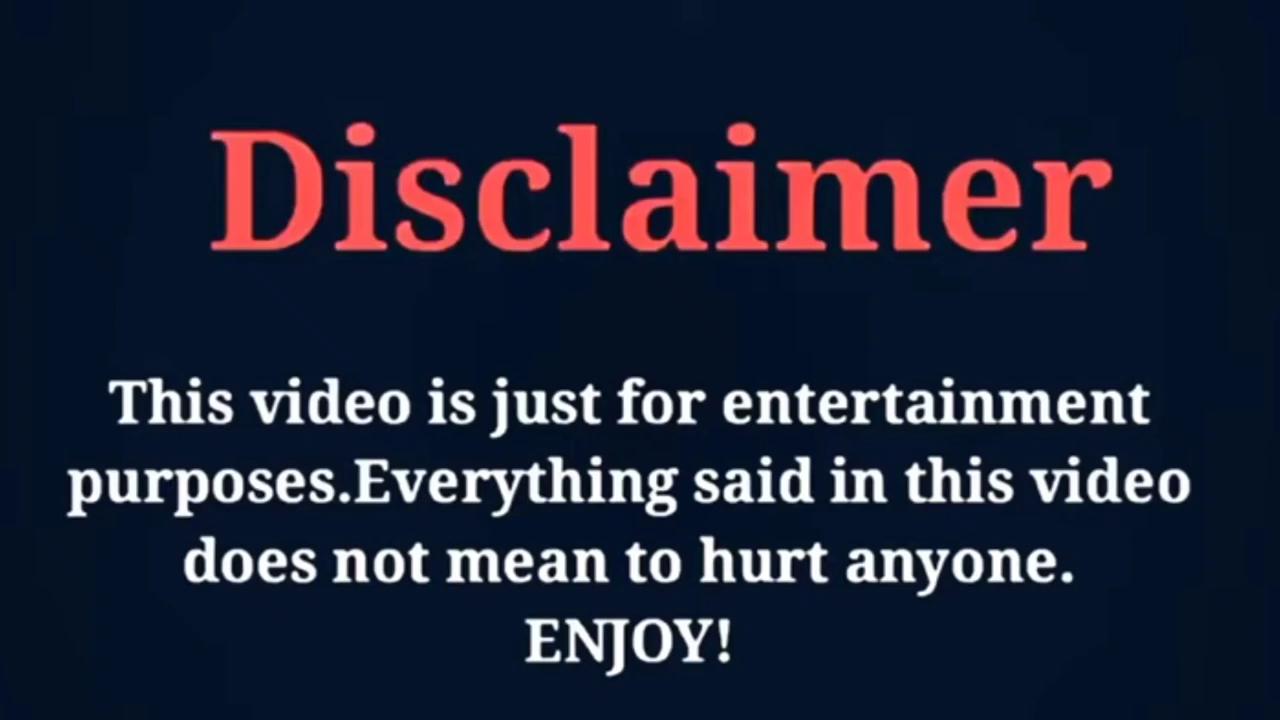 Disclaimer
This video is just for entertainment
purposes.Everything said in this video
does not mean to hurt anyone.
ENJOY!